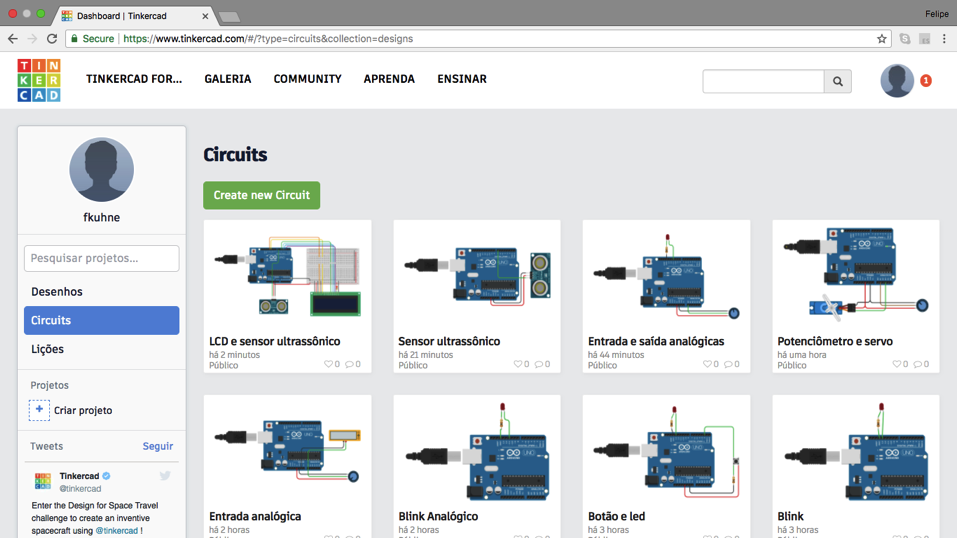 Dashboard | Tinkercad
Felipe
Secure
https://www.tinkercad.com/#/?type=circuits&collection=designs
TIN
KER
CAD
TINKERCAD FOR...
GALERIA
COMMUNITY
APRENDA
ENSINAR
1
fkuhne
Pesquisar projetos...
Desenhos
Circuits
Lições
Projetos
Criar projeto
Tweets
Seguir
Tinkercad
@tinkercad
Enter the Design for Space Travel
challenge to create an inventive
spacecraft using @tinkercad !
Circuits
Create new Circuit
LCD e sensor ultrassônico
há 2 minutos
Público
0 0
Sensor ultrassônico
há 21 minutos
Público
0 0
Entrada e saída analógicas
há 44 minutos
Público
0 0
Potenciômetro e servo
há uma hora
Público
0 0
Entrada analógica
há 2 horas
Blink Analógico
há 2 horas
Botão e led
há 3 horas
Blink
há 3 horas